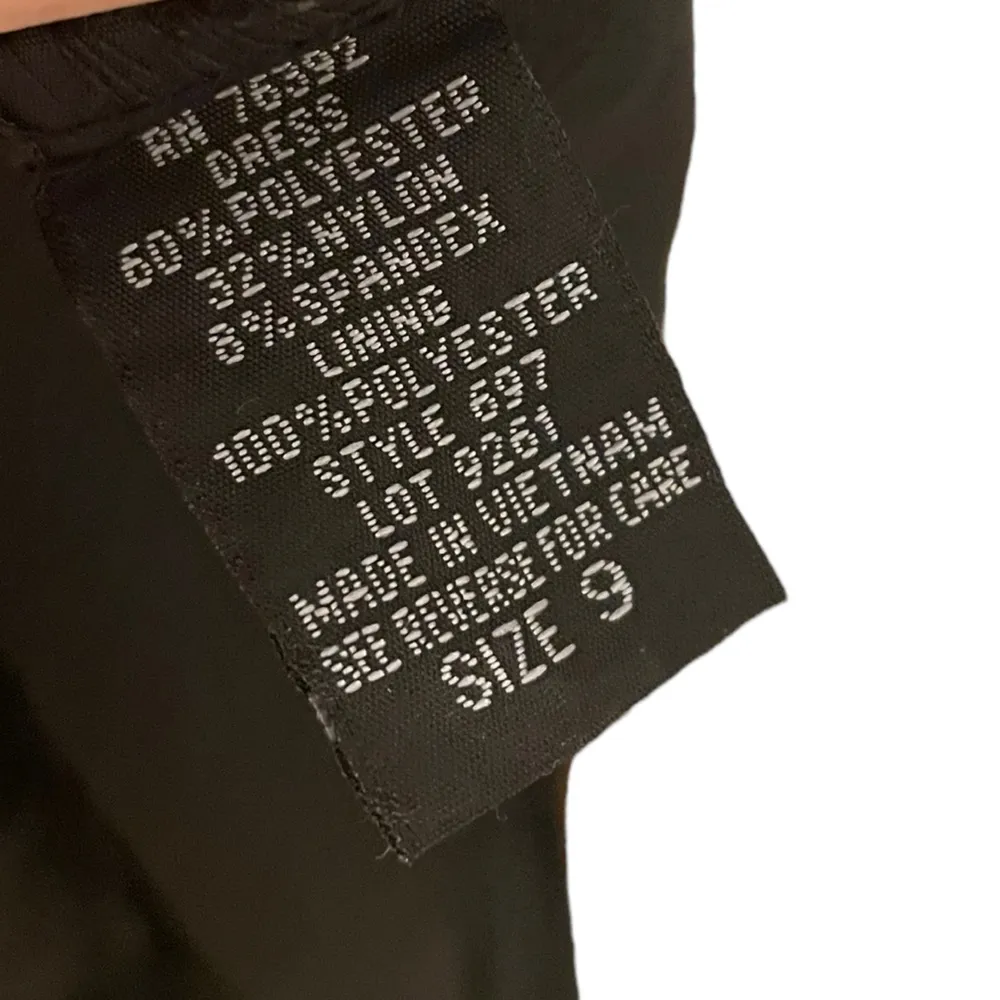 RN 76392
DRESS
60%POLYESTER
32%NYLON
8%SPANDEX
LINING
100%POLYESTER
STYLE 697
LOT 9261
MADE IN VIETNAM
SEE REVERSE FOR CARE
SIZE 9